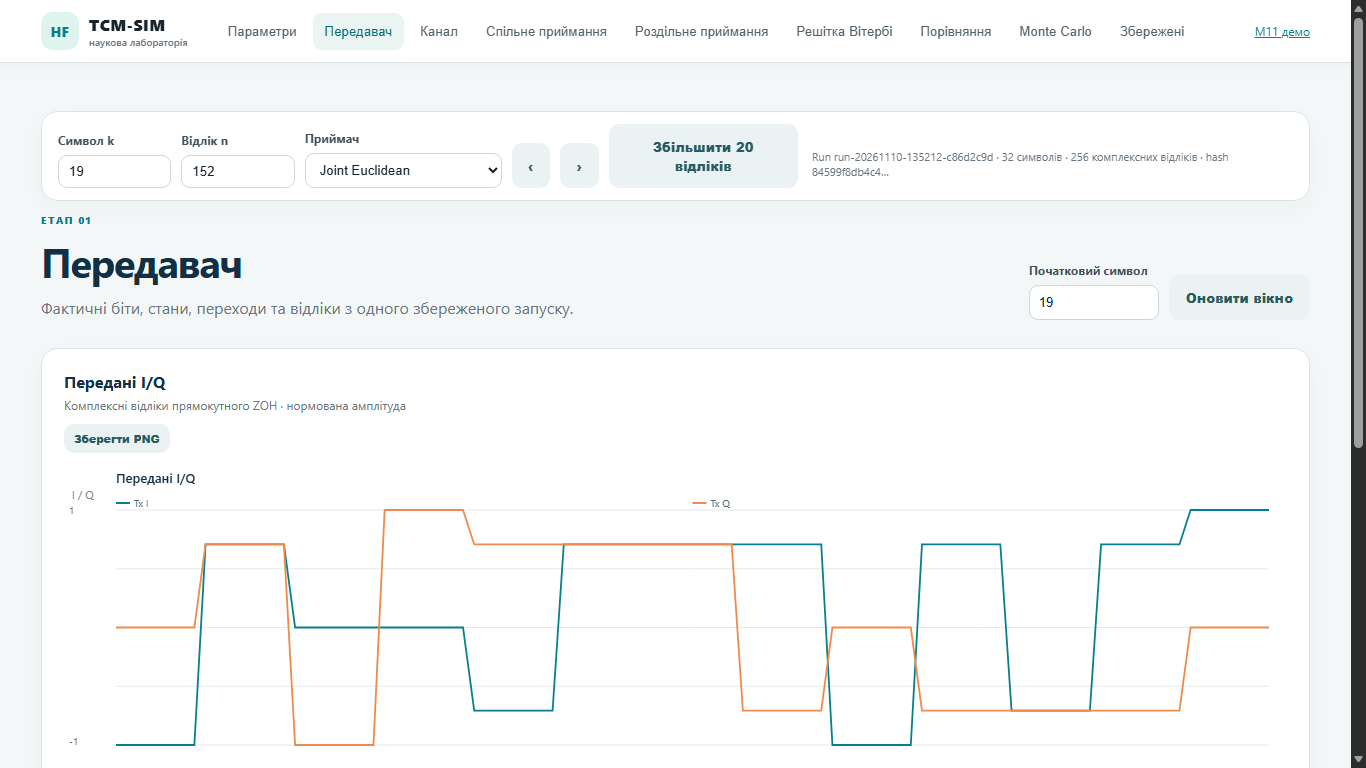 HF
TCM-SIM
наукова лабораторія
Параметри
Передавач
Канал
Спільне приймання
Роздільне приймання
Решітка Вітербі
Порівняння
Monte Carlo
Збережені
M11 демо
Символ k
19
Відлік n
152
Приймач
Joint Euclidean
‹
›
Збільшити 20
відліків
Run run-20261110-135212-c86d2c9d · 32 символів · 256 комплексних відліків · hash
84599f8db4c4…
ЕТАП 01
Передавач
Фактичні біти, стани, переходи та відліки з одного збереженого запуску.
Початковий символ
19
Оновити вікно
Передані I/Q
Комплексні відліки прямокутного ZOH · нормована амплітуда
Зберегти PNG
Передані I/Q
I / Q
Tx I
Tx Q
1
-1